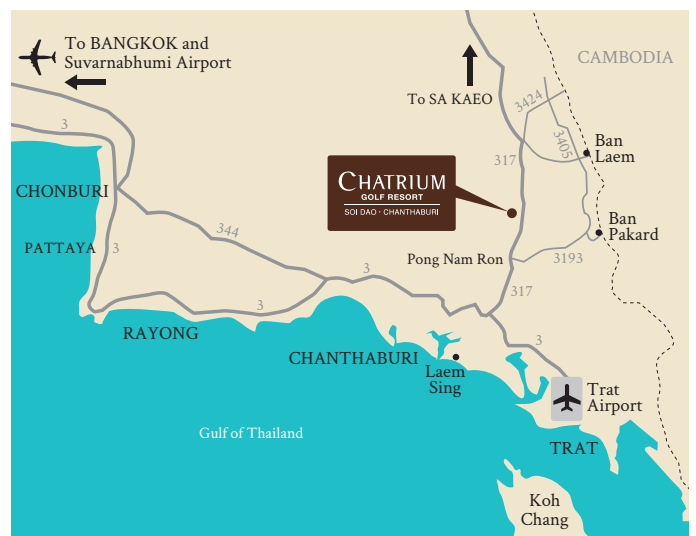 To BANGKOK and
Suvarnabhumi Airport
CAMBODIA
To SA KAEO
3424
3
3405
Ban
Laem
317
CHATRIUM
GOLF RESORT
SOI DAO · CHANTHABURI
CHONBURI
Ban
Pakard
344
PATTAYA
3
Pong Nam Ron
3193
3
317
3
RAYONG
3
CHANTHABURI
Laem
Sing
Trat
Airport
Gulf of Thailand
TRAT
Koh
Chang